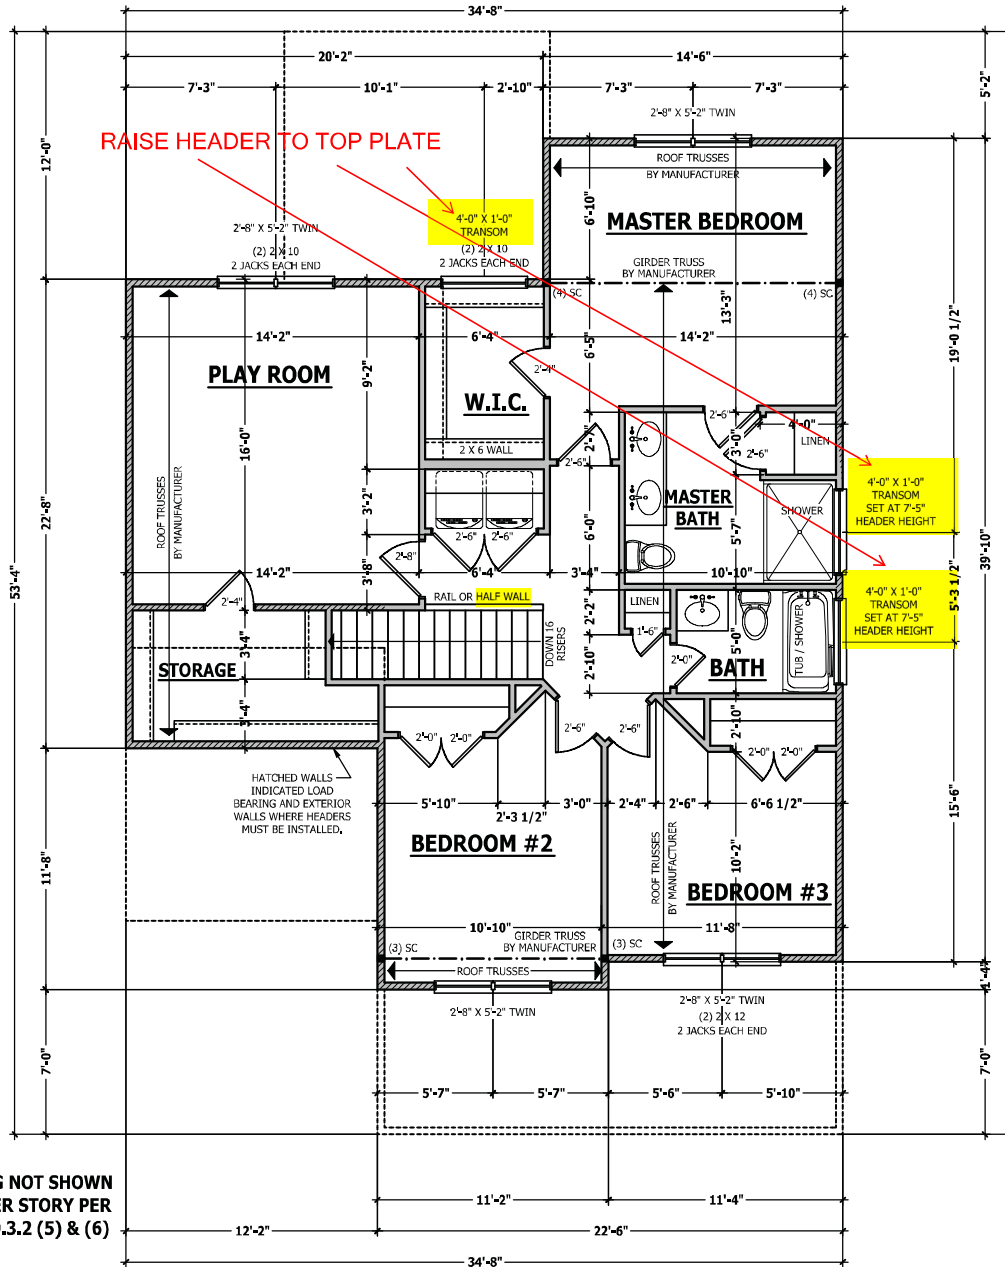 34'-8"
20'-2"
14'-6"
7'-3"
10'-1"
2'-10"
7'-3"
7'-3"
5'-2"
2'-8" X 5'-2" TWIN
RAISE HEADER TO TOP PLATE
12'-0"
ROOF TRUSSES
BY MANUFACTURER
6'-10"
MASTER BEDROOM
4'-0" X 1'-0"
TRANSOM
(2) 2 X 10
2 JACKS EACH END
2'-8" X 5'-2" TWIN
(2) 2 X 10
2 JACKS EACH END
GIRDER TRUSS
BY MANUFACTURER
(4) SC
(4) SC
13'-3"
19'-0 1/2"
14'-2"
6'-4"
14'-2"
6'-5"
9'-2"
PLAY ROOM
2'-4"
W.I.C.
2'-6"
4'-0"
LINEN
3'-0"
2'-6"
2'-7"
2'-6"
16'-0"
2 X 6 WALL
4'-0" X 1'-0"
TRANSOM
SET AT 7'-5"
HEADER HEIGHT
22'-8"
ROOF TRUSSES
BY MANUFACTURER
3'-2"
MASTER
BATH
SHOWER
6'-0"
5'-7"
2'-6"
2'-6"
2'-8"
39'-10"
53'-4"
14'-2"
3'-8"
6'-4"
3'-4"
10'-10"
5'-3 1/2"
4'-0" X 1'-0"
TRANSOM
SET AT 7'-5"
HEADER HEIGHT
2'-4"
RAIL OR HALF WALL
2'-2"
LINEN
1'-6"
5'-0"
TUB / SHOWER
3'-4"
DOWN 16
RISERS
STORAGE
2'-10"
2'-0"
BATH
3'-4"
2'-10"
2'-0"
2'-0"
2'-6"
2'-6"
2'-0"
2'-0"
HATCHED WALLS
INDICATED LOAD
BEARING AND EXTERIOR
WALLS WHERE HEADERS
MUST BE INSTALLED.
5'-10"
2'-3 1/2"
3'-0"
2'-4"
2'-6"
6'-6 1/2"
15'-6"
BEDROOM #2
ROOF TRUSSES
BY MANUFACTURER
10'-2"
11'-8"
BEDROOM #3
10'-10"
11'-8"
GIRDER TRUSS
BY MANUFACTURER
(3) SC
(3) SC
ROOF TRUSSES
1'-4"
2'-8" X 5'-2" TWIN
2'-8" X 5'-2" TWIN
(2) 2 X 12
2 JACKS EACH END
7'-0"
7'-0"
5'-7"
5'-7"
5'-6"
5'-10"
G NOT SHOWN
ER STORY PER
.3.2 (5) & (6)
11'-2"
11'-4"
12'-2"
22'-6"
34'-8"